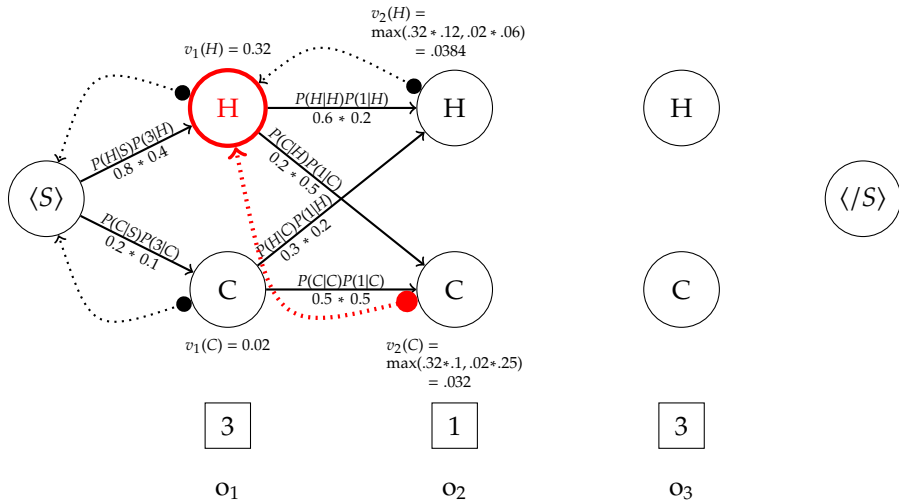 v₂(H) =
max(.32 * .12, .02 * .06)
= .0384
v₁(H) = 0.32
H
H
H
P(H|H)P(1|H)
0.6 * 0.2
P(H|S)P(3|H)
0.8 * 0.4
P(C|H)P(1|C)
0.2 * 0.5
⟨S⟩
⟨/S⟩
P(C|S)P(3|C)
0.2 * 0.1
P(H|C)P(1|H)
0.3 * 0.2
C
C
C
P(C|C)P(1|C)
0.5 * 0.5
v₁(C) = 0.02
v₂(C) =
max(.32*.1, .02*.25)
= .032
3
1
3
o₁
o₂
o₃